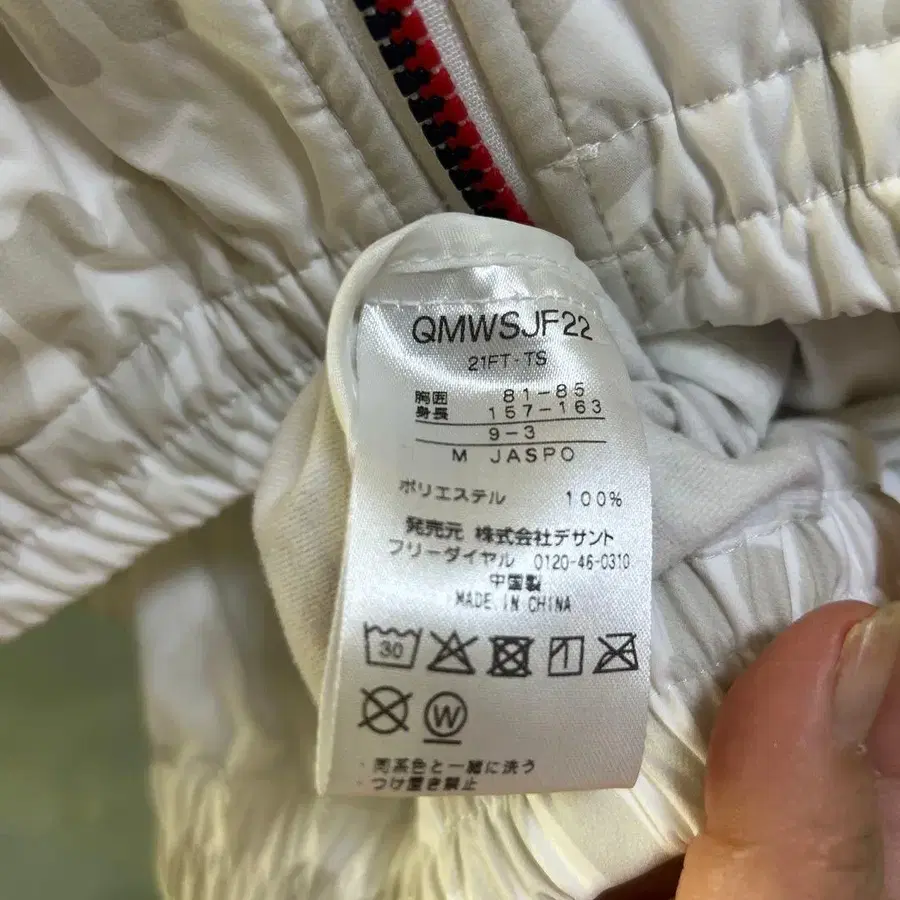 QMWSJF22
21FT-TS
胸囲 81-85
身長 157-163
9-3
M JASPO
ポリエステル 100%
発売元 株式会社デサント
フリーダイヤル 0120-46-0310
中国製
MADE IN CHINA
30
W
・同系色と一緒に洗う
・つけ置き禁止